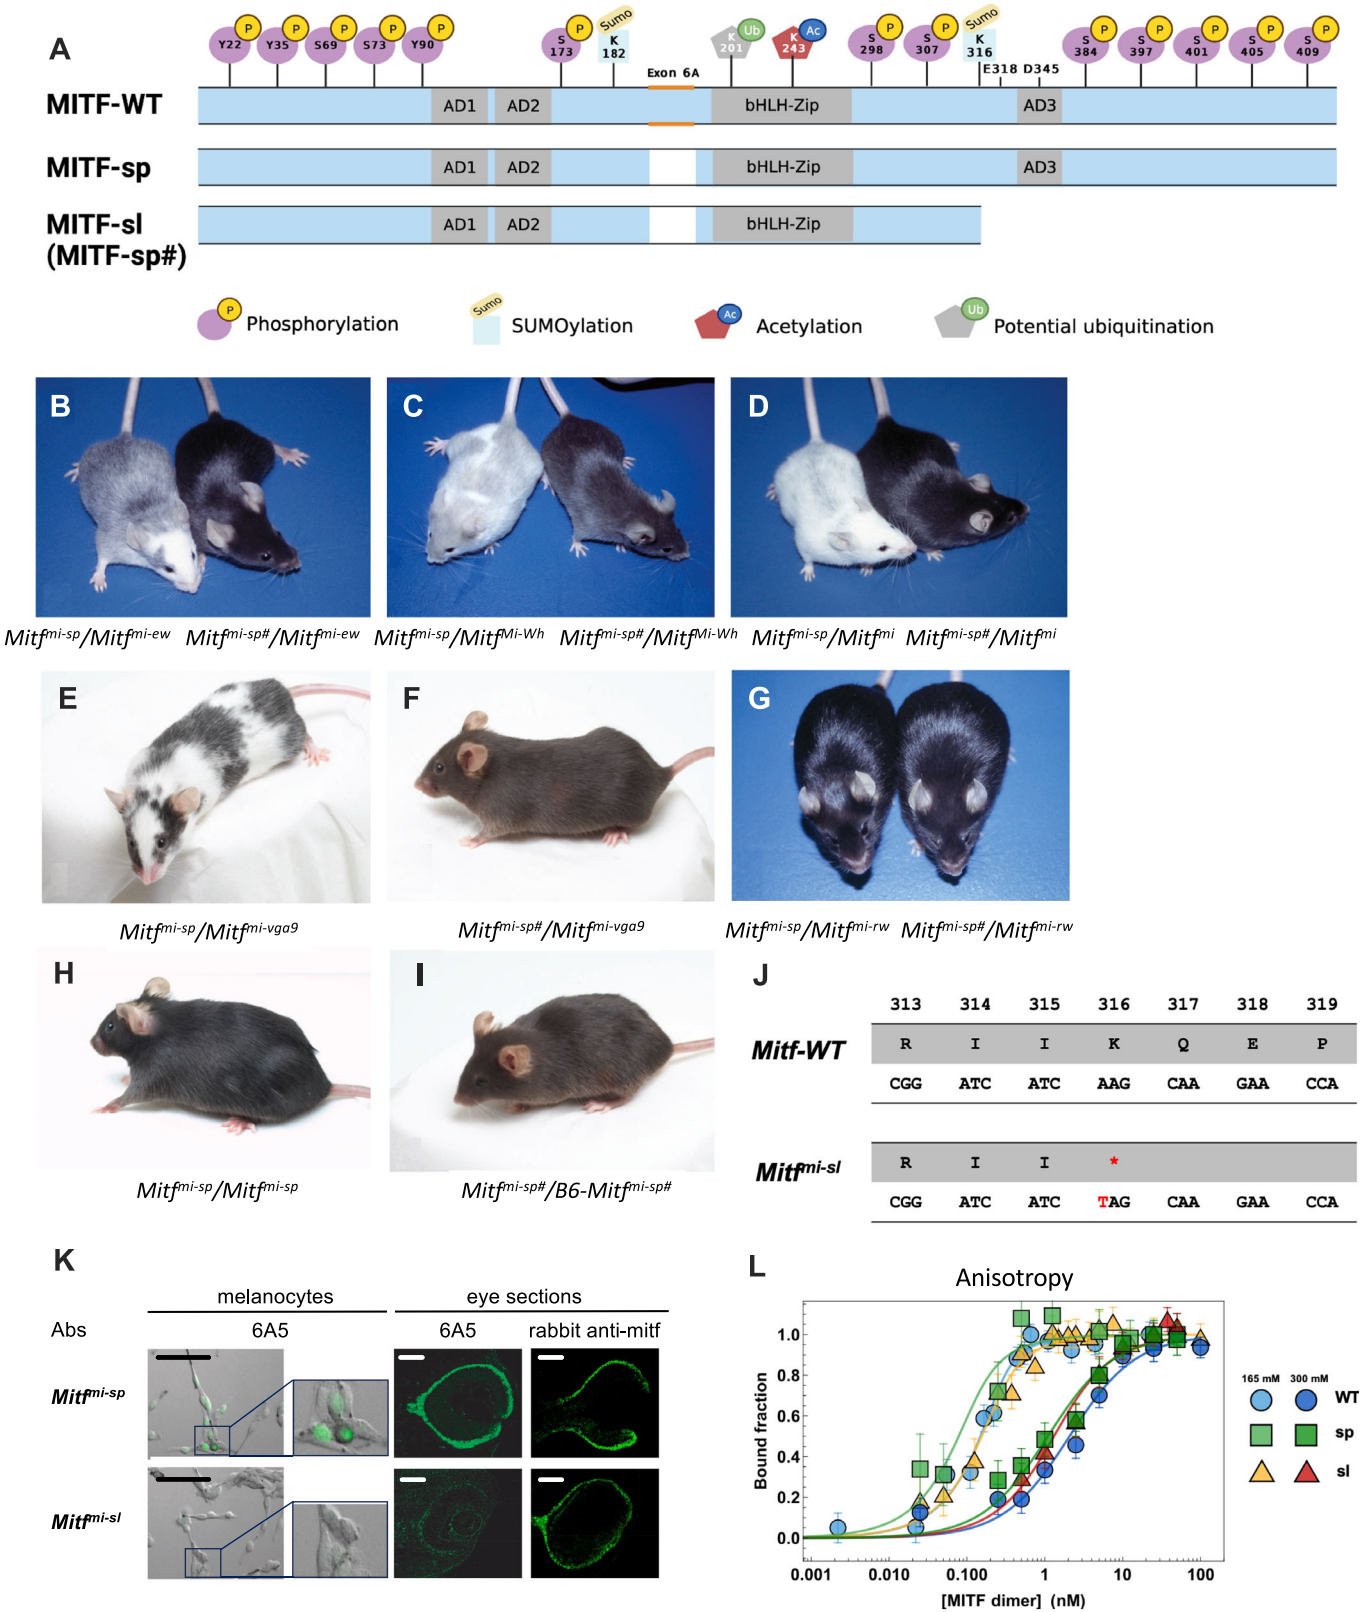 A
Y22 P Y35 P S69 P S73 P Y90 P S 173 P Sumo K 182 K 201 Ub K 243 Ac S 298 P S 307 P Sumo K 316 S 384 P S 397 P S 401 P S 405 P S 409 P
Exon 6A E318 D345
MITF-WT AD1 AD2 bHLH-Zip AD3
MITF-sp AD1 AD2 bHLH-Zip AD3
MITF-sl AD1 AD2 bHLH-Zip
(MITF-sp#)
P Phosphorylation Sumo SUMOylation Ac Acetylation Ub Potential ubiquitination
B C D
Mitfmi-sp/Mitfmi-ew Mitfmi-sp#/Mitfmi-ew Mitfmi-sp/MitfMi-Wh Mitfmi-sp#/MitfMi-Wh Mitfmi-sp/Mitfmi Mitfmi-sp#/Mitfmi
E F G
Mitfmi-sp/Mitfmi-vga9 Mitfmi-sp#/Mitfmi-vga9 Mitfmi-sp/Mitfmi-rw Mitfmi-sp#/Mitfmi-rw
H I
Mitfmi-sp/Mitfmi-sp Mitfmi-sp#/B6-Mitfmi-sp#
J
313 314 315 316 317 318 319
Mitf-WT R I I K Q E P
CGG ATC ATC AAG CAA GAA CCA
Mitfmi-sl R I I *
CGG ATC ATC TAG CAA GAA CCA
K
melanocytes eye sections
Abs 6A5 6A5 rabbit anti-mitf
Mitfmi-sp
Mitfmi-sl
L
Anisotropy
Bound fraction
1.0
0.8
0.6
0.4
0.2
0.0
0.001 0.010 0.100 1 10 100
[MITF dimer] (nM)
165 mM 300 mM
WT
sp
sl